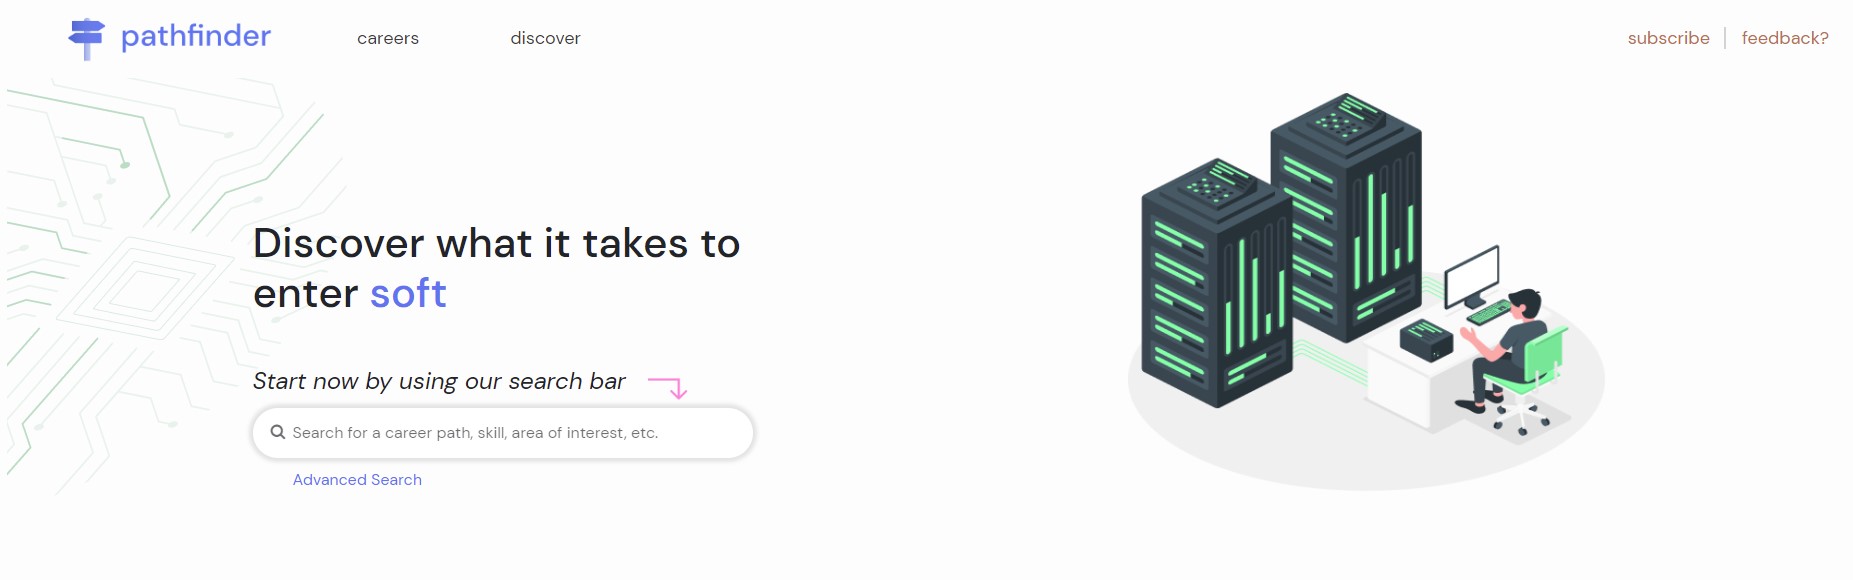 pathfinder
careers
discover
subscribe
feedback?
Discover what it takes to
enter soft
Start now by using our search bar
Search for a career path, skill, area of interest, etc.
Advanced Search